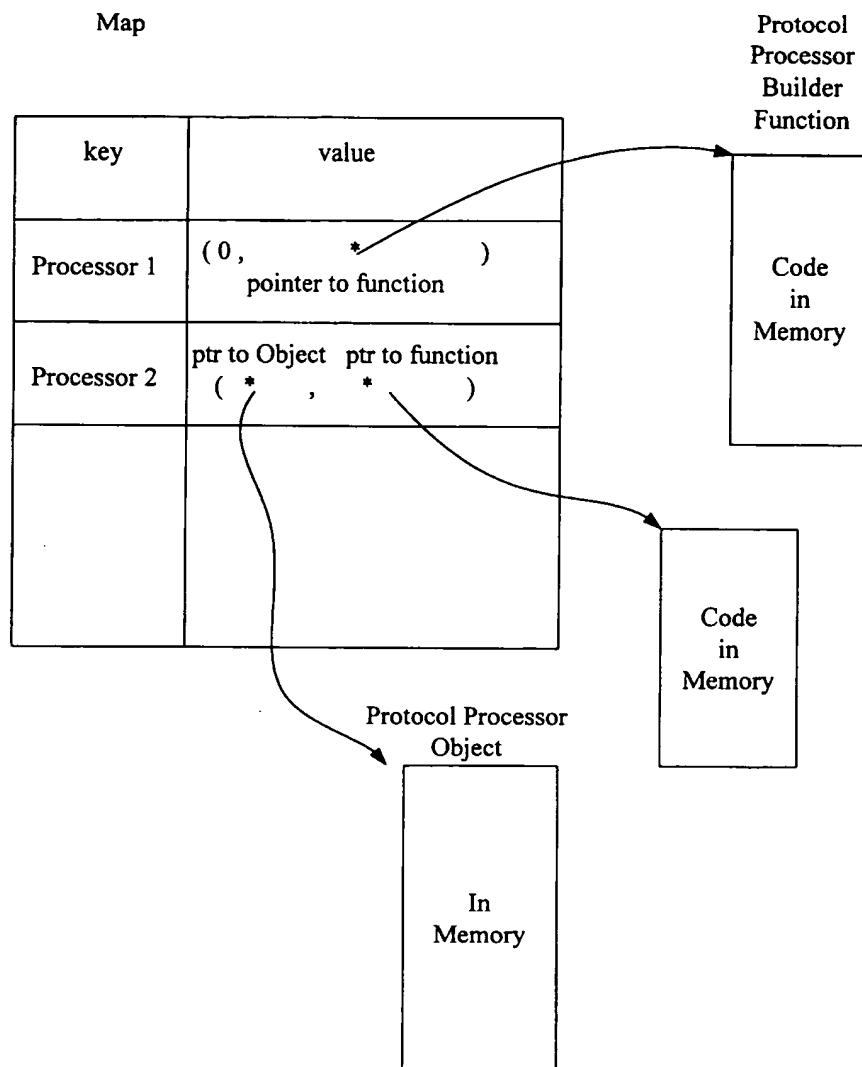 Map
Protocol
Processor
Builder
Function
key
value
Processor 1
( 0 , * )
pointer to function
Code
in
Memory
Processor 2
ptr to Object ptr to function
( * , * )
Code
in
Memory
Protocol Processor
Object
In
Memory